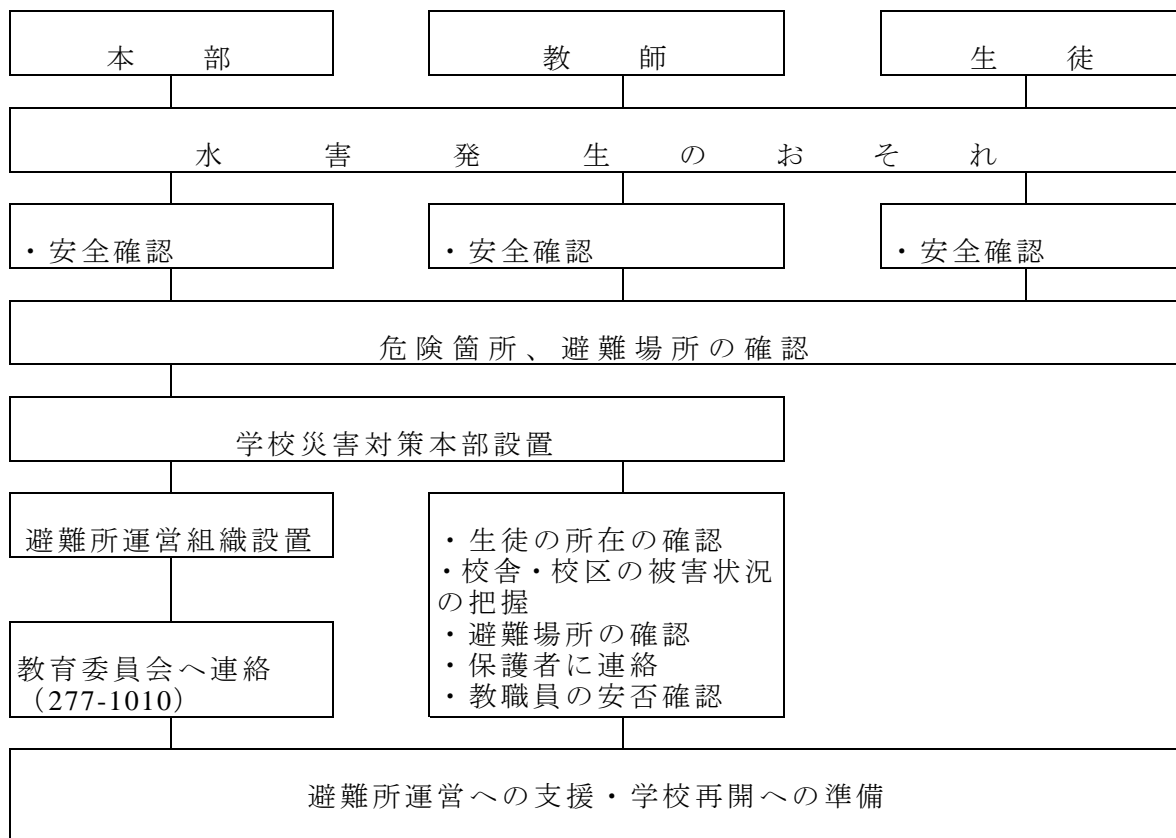 本部
教師
生徒
水害発生のおそれ
・安全確認
・安全確認
・安全確認
危険箇所、避難場所の確認
学校災害対策本部設置
避難所運営組織設置
・生徒の所在の確認
・校舎・校区の被害状況
の把握
・避難場所の確認
・保護者に連絡
・教職員の安否確認
教育委員会へ連絡
（277-1010）
避難所運営への支援・学校再開への準備